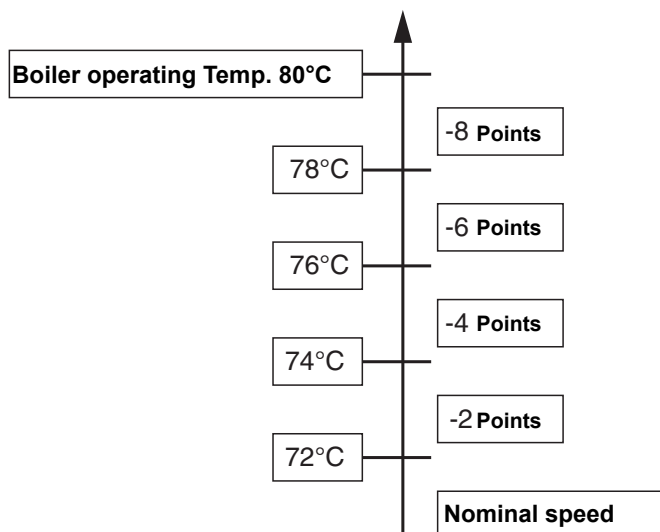 Boiler operating Temp. 80°C
-8 Points
78°C
-6 Points
76°C
-4 Points
74°C
-2 Points
72°C
Nominal speed